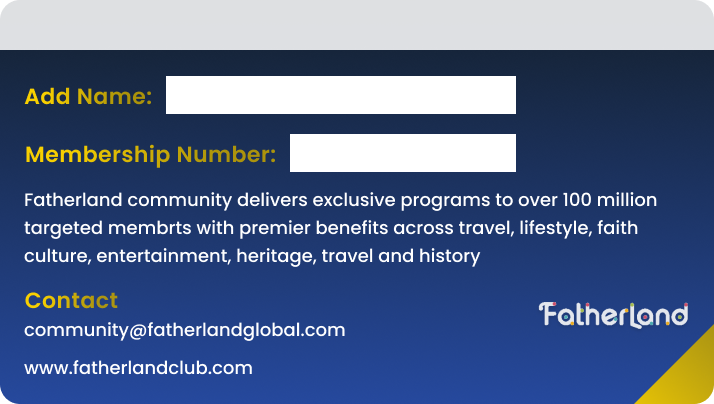 Add Name:
Membership Number:
Fatherland community delivers exclusive programs to over 100 million
targeted membrts with premier benefits across travel, lifestyle, faith
culture, entertainment, heritage, travel and history
Contact
community@fatherlandglobal.com
Fatherland
www.fatherlandclub.com